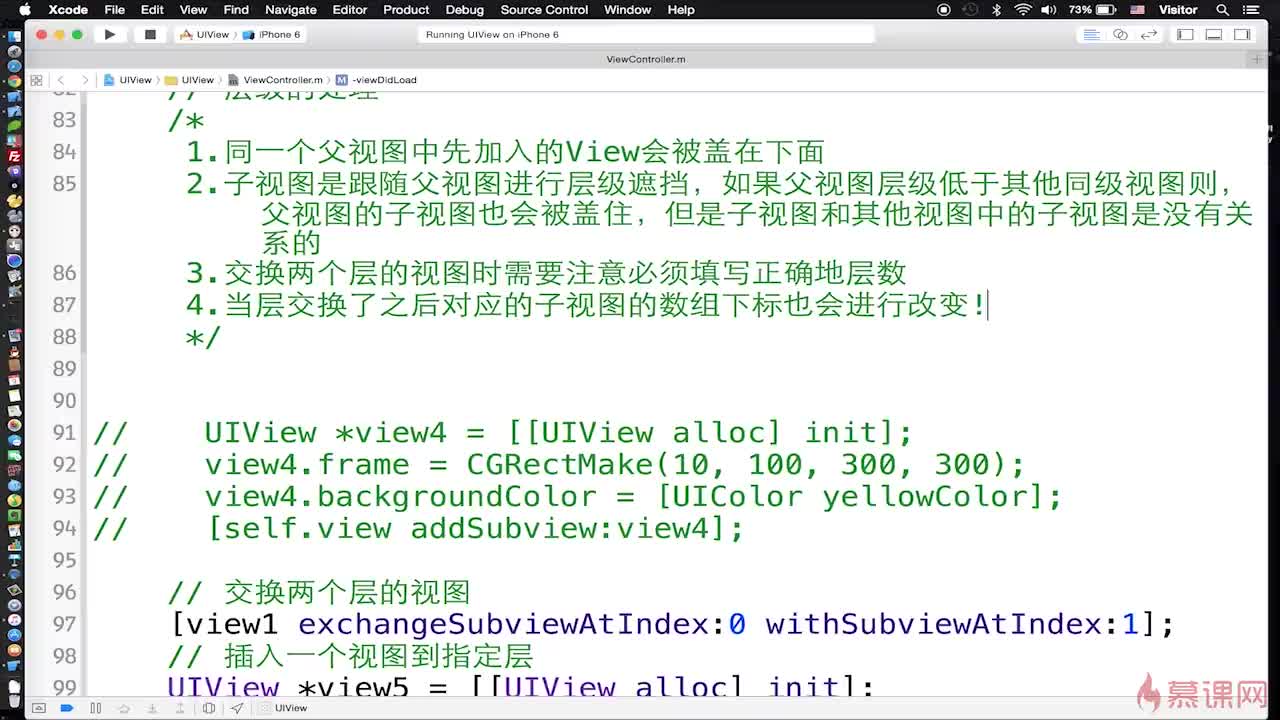 Xcode File Edit View Find Navigate Editor Product Debug Source Control Window Help 73% Visitor
UIView iPhone 6 Running UIView on iPhone 6
ViewController.m
UIView UIView ViewController.m M -viewDidLoad
82 // 层级的处理
83 /*
84 1.同一个父视图中先加入的View会被盖在下面
85 2.子视图是跟随父视图进行层级遮挡，如果父视图层级低于其他同级视图则，
父视图的子视图也会被盖住，但是子视图和其他视图中的子视图是没有关
系的
86 3.交换两个层的视图时需要注意必须填写正确地层数
87 4.当层交换了之后对应的子视图的数组下标也会进行改变!
88 */
89
90
91 // UIView *view4 = [[UIView alloc] init];
92 // view4.frame = CGRectMake(10, 100, 300, 300);
93 // view4.backgroundColor = [UIColor yellowColor];
94 // [self.view addSubview:view4];
95
96 // 交换两个层的视图
97 [view1 exchangeSubviewAtIndex:0 withSubviewAtIndex:1];
98 // 插入一个视图到指定层
99 UIView *view5 = [[UIView alloc] init];
UIView
慕课网